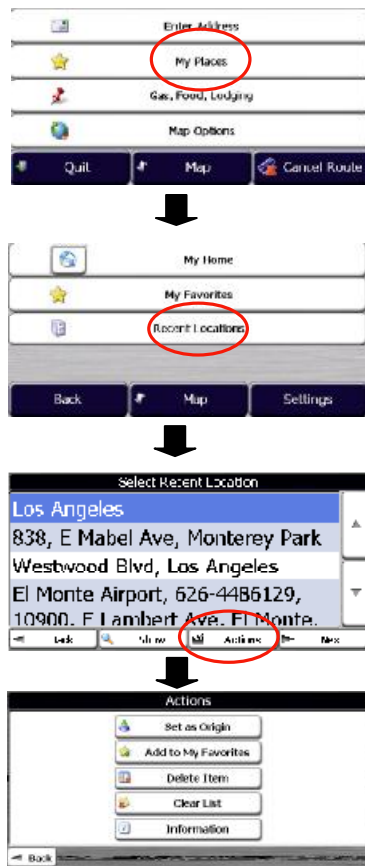 Enter Address
My Places
Gas, Food, Lodging
Map Options
Quit Map Cancel Route
My Home
My Favorites
Recent Locations
Back Map Settings
Select Recent Location
Los Angeles
838, E Mabel Ave, Monterey Park
Westwood Blvd, Los Angeles
El Monte Airport, 626-4486129,
10900, E Lambert Ave, El Monte,
Back Show Actions
Actions
Set as Origin
Add to My Favorites
Delete Item
Clear List
Information
Back